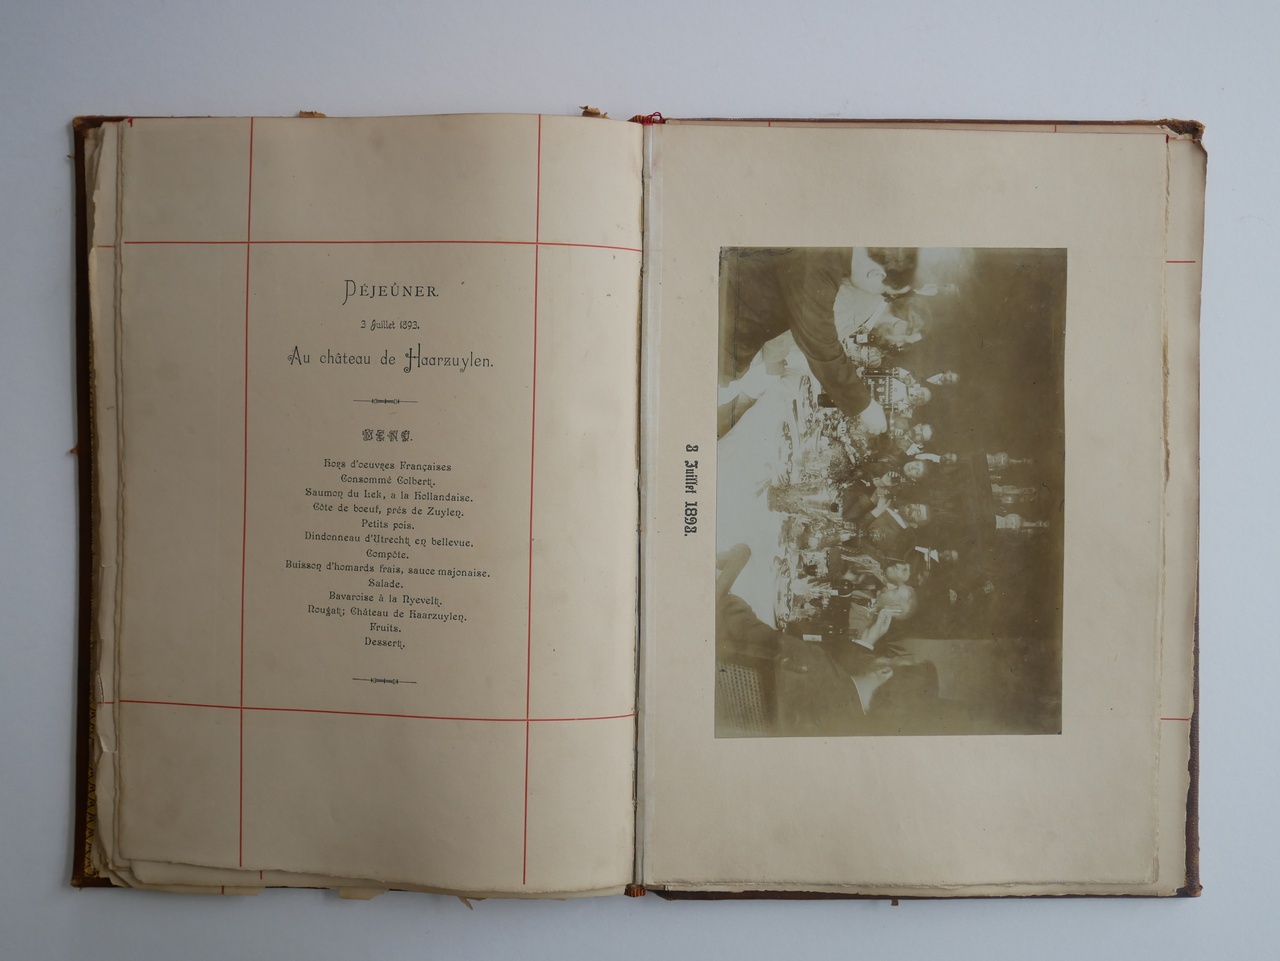 DÉJEÚNER.
3 Juillet 1893.
Au château de Haarzuylen.
MENU.
Hors d'oeuvres Françaises
Consommé Colbert.
Saumon du Lek, a la Hollandaise.
Côte de boeuf, prés de Zuylen.
Petits pois.
Dindonneau d'Utrecht en bellevue.
Compôte.
Buisson d'homards frais, sauce majonaise.
Salade.
Bavaroise à la Nyevelt.
Nougat; Château de Haarzuylen.
Fruits.
Dessert.
3 Juillet 1893.